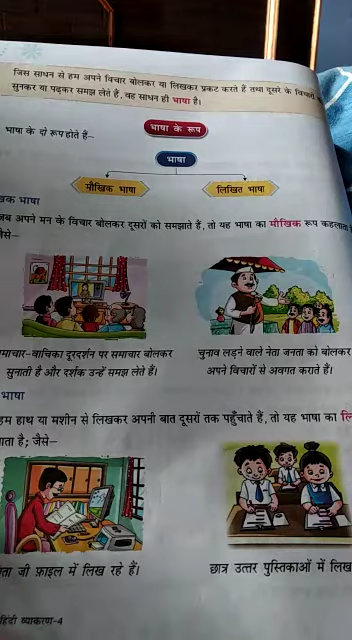 जिस साधन से हम अपने विचार बोलकर या लिखकर प्रकट करते हैं तथा दूसरे के विचारों
सुनकर या पढ़कर समझ लेते हैं, वह साधन ही भाषा है।
भाषा के रूप
भाषा के दो रूप होते हैं–
भाषा
मौखिक भाषा
लिखित भाषा
भाषा
अपने मन के विचार बोलकर दूसरों को समझाते हैं, तो यह भाषा का मौखिक रूप कहलाता
समाचार-वाचिका दूरदर्शन पर समाचार बोलकर
सुनाती है और दर्शक उन्हें समझ लेते हैं।
चुनाव लड़ने वाले नेता जनता को बोलकर
अपने विचारों से अवगत कराते हैं।
भाषा
हम हाथ या मशीन से लिखकर अपनी बात दूसरों तक पहुँचाते हैं, तो यह भाषा का
है; जैसे–
जी फ़ाइल में लिख रहे हैं।
छात्र उत्तर पुस्तिकाओं में लिख
हिंदी व्याकरण-4